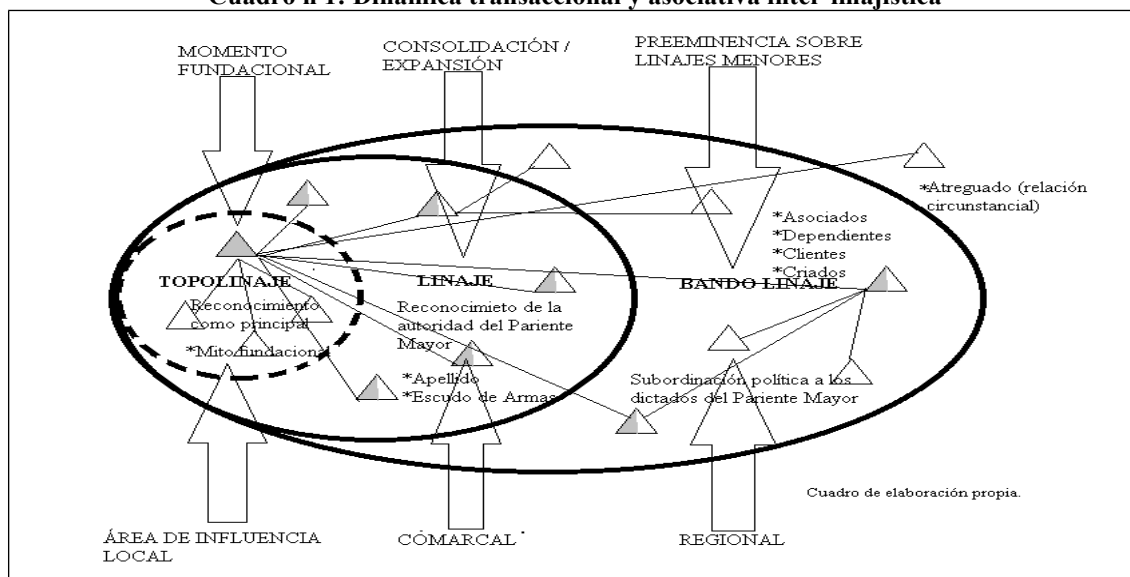 Cuadro nº1: Dinámica transaccional y asociativa inter-linajística
MOMENTO
FUNDACIONAL
CONSOLIDACIÓN /
EXPANSIÓN
PREEMINENCIA SOBRE
LINAJES MENORES
*Atreguado (relación
circunstancial)
*Asociados
*Dependientes
*Clientes
*Criados
TOPOLINAJE
LINAJE
BANDO LINAJE
Reconocimiento
como principal
*Mito fundacional
Reconocimieto de la
autoridad del Pariente
Mayor
*Apellido
*Escudo de Armas
Subordinación política a los
dictados del Pariente Mayor
Cuadro de elaboración propia.
ÁREA DE INFLUENCIA
LOCAL
CÓMARCAL
REGIONAL